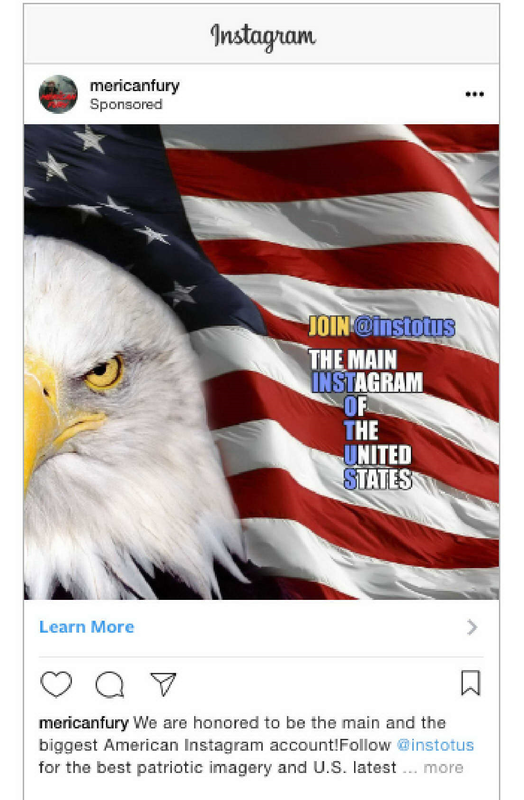 Instagram
mericanfury
Sponsored
JOIN @instotus
THE MAIN
INSTAGRAM
OF
THE
UNITED
STATES
Learn More
mericanfury We are honored to be the main and the
biggest American Instagram account!Follow @instotus
for the best patriotic imagery and U.S. latest ... more